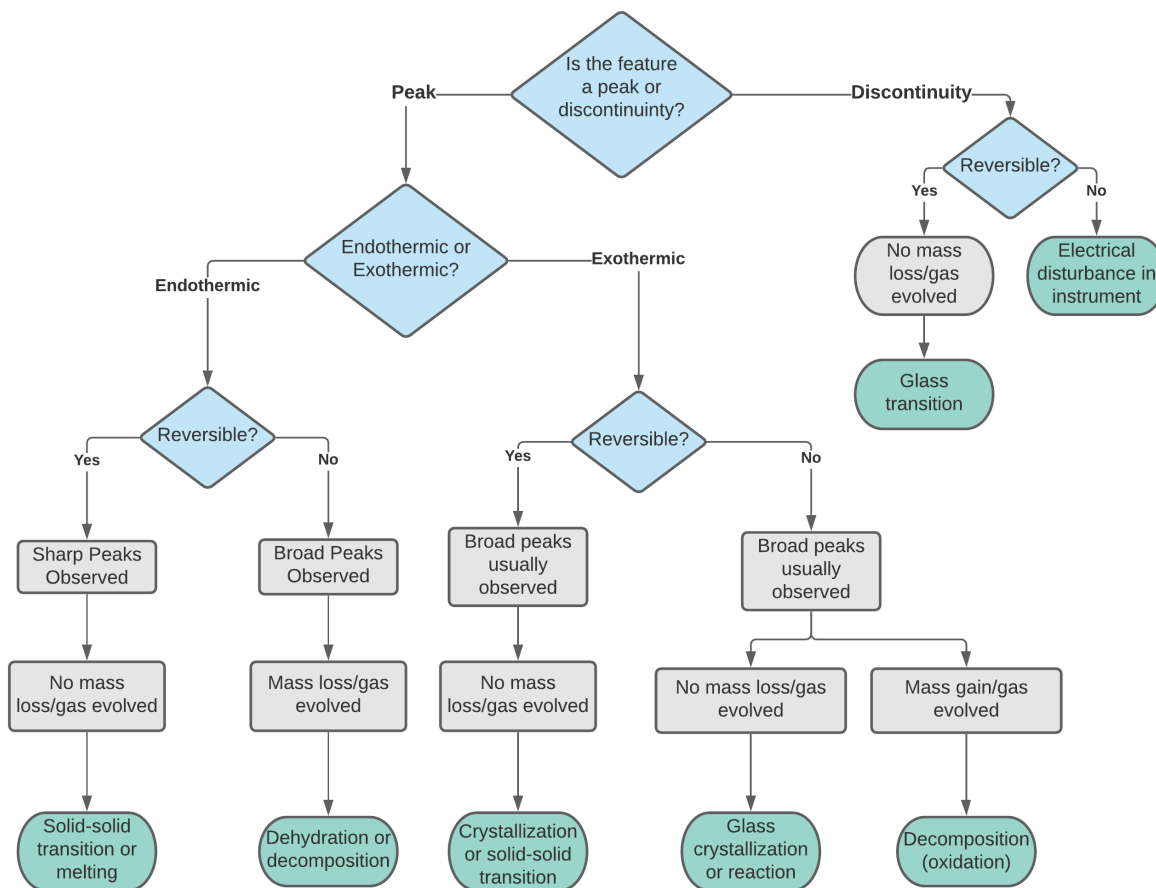 Is the feature
a peak or
discontinuinty?
Peak
Discontinuity
Reversible?
Yes
No
No mass
loss/gas
evolved
Electrical
disturbance in
instrument
Glass
transition
Endothermic or
Exothermic?
Endothermic
Exothermic
Reversible?
Yes
No
Reversible?
Yes
No
Sharp Peaks
Observed
Broad Peaks
Observed
Broad peaks
usually
observed
Broad peaks
usually
observed
No mass
loss/gas evolved
Mass loss/gas
evolved
No mass
loss/gas evolved
No mass loss/gas
evolved
Mass gain/gas
evolved
Solid-solid
transition or
melting
Dehydration or
decomposition
Crystallization
or solid-solid
transition
Glass
crystallization
or reaction
Decomposition
(oxidation)